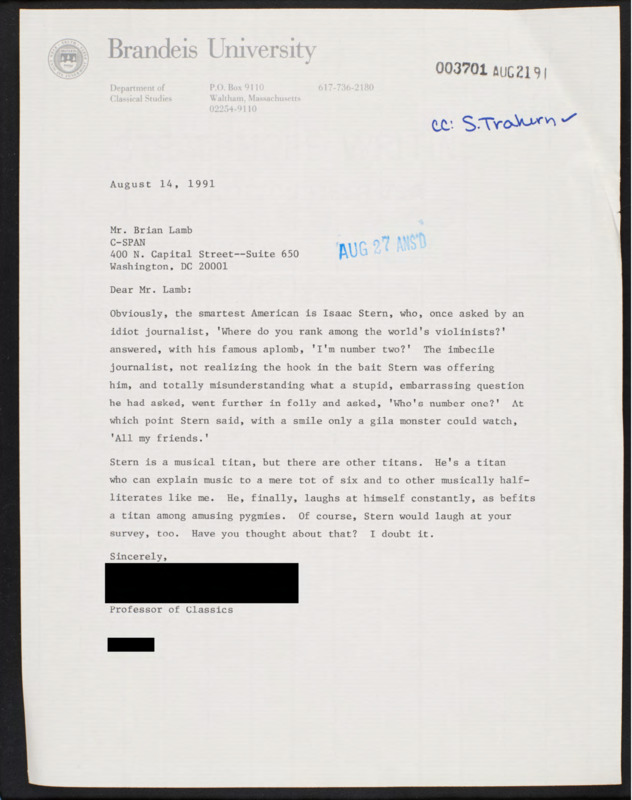 Brandeis University
003701 AUG 21 91
Department of
Classical Studies
P.O. Box 9110
Waltham, Massachusetts
02254-9110
617-736-2180
cc: S. Trahern ✓
August 14, 1991
Mr. Brian Lamb
C-SPAN
400 N. Capital Street--Suite 650
Washington, DC 20001
AUG 27 ANS'D
Dear Mr. Lamb:
Obviously, the smartest American is Isaac Stern, who, once asked by an
idiot journalist, 'Where do you rank among the world's violinists?'
answered, with his famous aplomb, 'I'm number two?' The imbecile
journalist, not realizing the hook in the bait Stern was offering
him, and totally misunderstanding what a stupid, embarrassing question
he had asked, went further in folly and asked, 'Who's number one?' At
which point Stern said, with a smile only a gila monster could watch,
'All my friends.'
Stern is a musical titan, but there are other titans. He's a titan
who can explain music to a mere tot of six and to other musically half-
literates like me. He, finally, laughs at himself constantly, as befits
a titan among amusing pygmies. Of course, Stern would laugh at your
survey, too. Have you thought about that? I doubt it.
Sincerely,
Professor of Classics